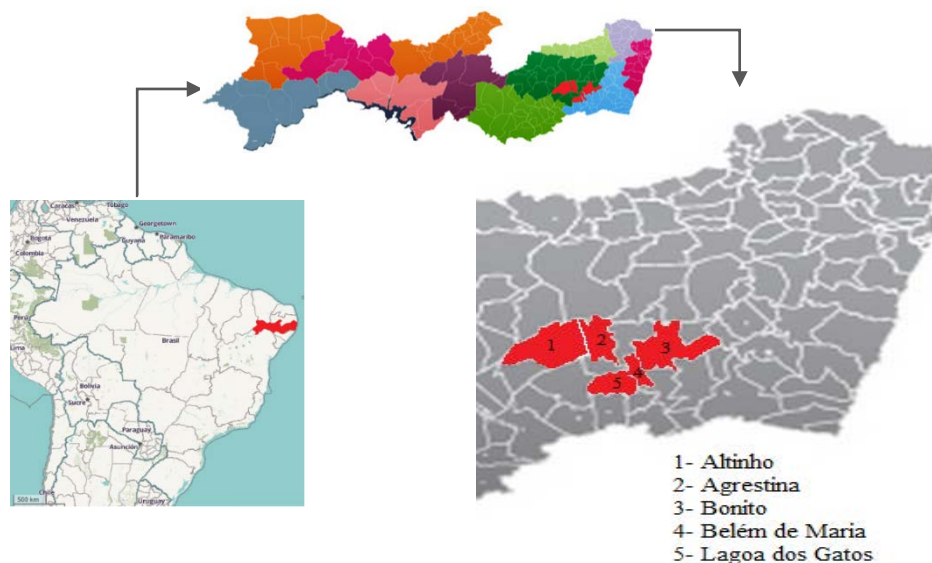 Caracas
Tobago
Venezuela
Georgetown
Bogotá
Guyana
Paramaribo
Colombia
Perú
Lima
Brasil
Bolivia
Sucre
Paraguay
Asunción
Chile
Uruguay
500 km
1
2
3
4
5
1- Altinho
2- Agrestina
3- Bonito
4- Belém de Maria
5- Lagoa dos Gatos